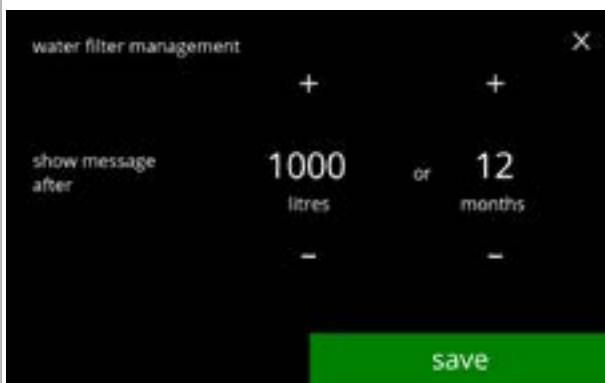 water filter management
×
+ +
show message
after
1000 or 12
litres months
- -
save